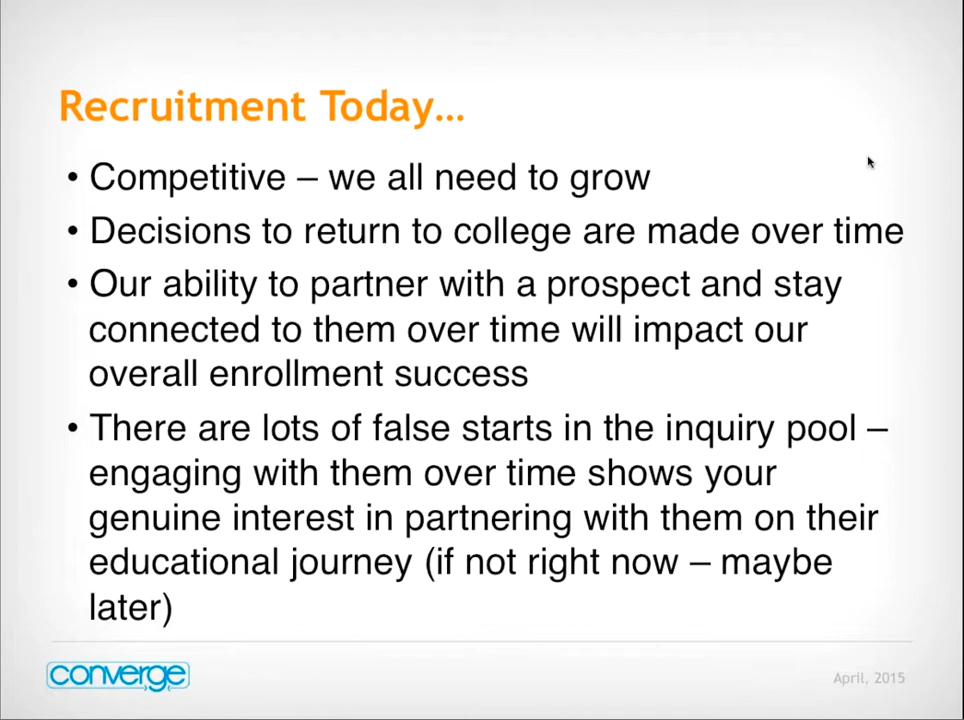 Recruitment Today…
• Competitive – we all need to grow
• Decisions to return to college are made over time
• Our ability to partner with a prospect and stay
connected to them over time will impact our
overall enrollment success
• There are lots of false starts in the inquiry pool –
engaging with them over time shows your
genuine interest in partnering with them on their
educational journey (if not right now – maybe
later)
converge
April, 2015